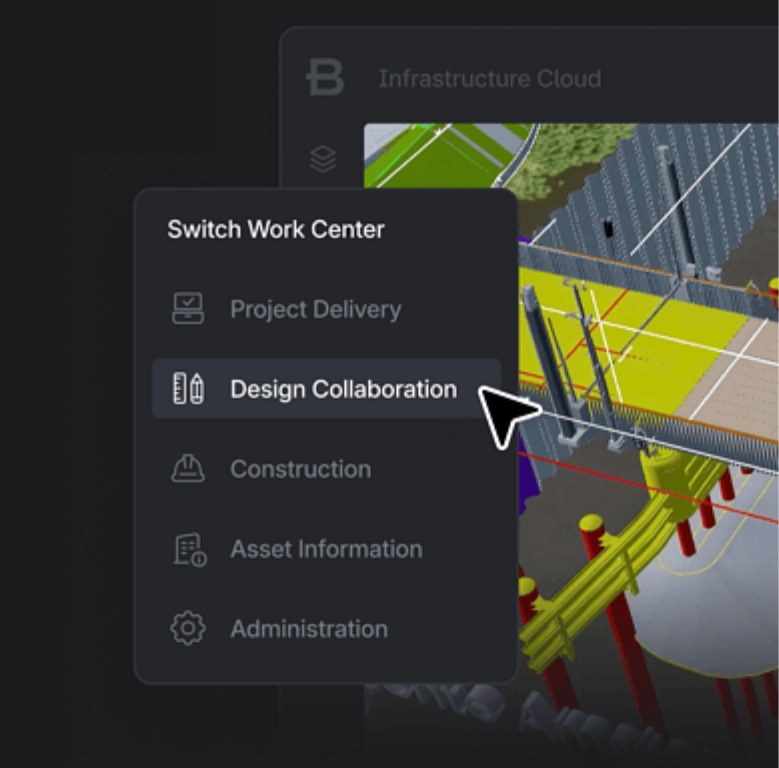 B
Infrastructure Cloud
Switch Work Center
Project Delivery
Design Collaboration
Construction
Asset Information
Administration